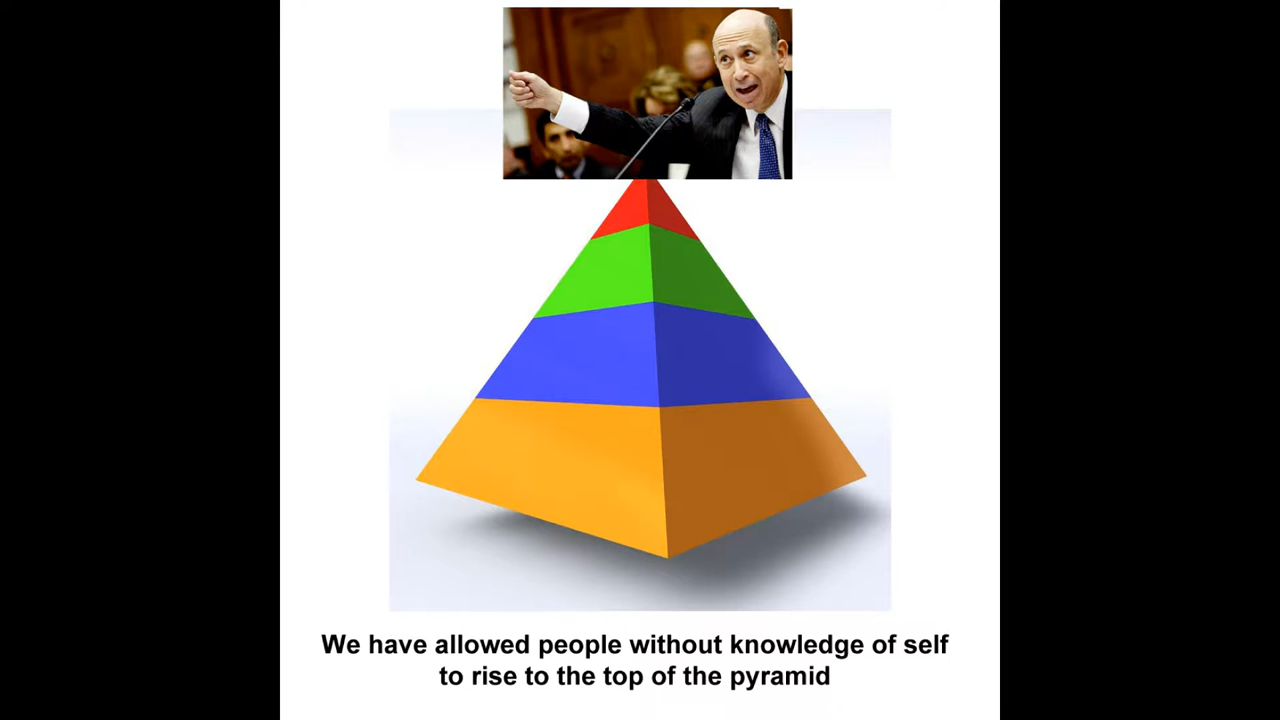 We have allowed people without knowledge of self
to rise to the top of the pyramid